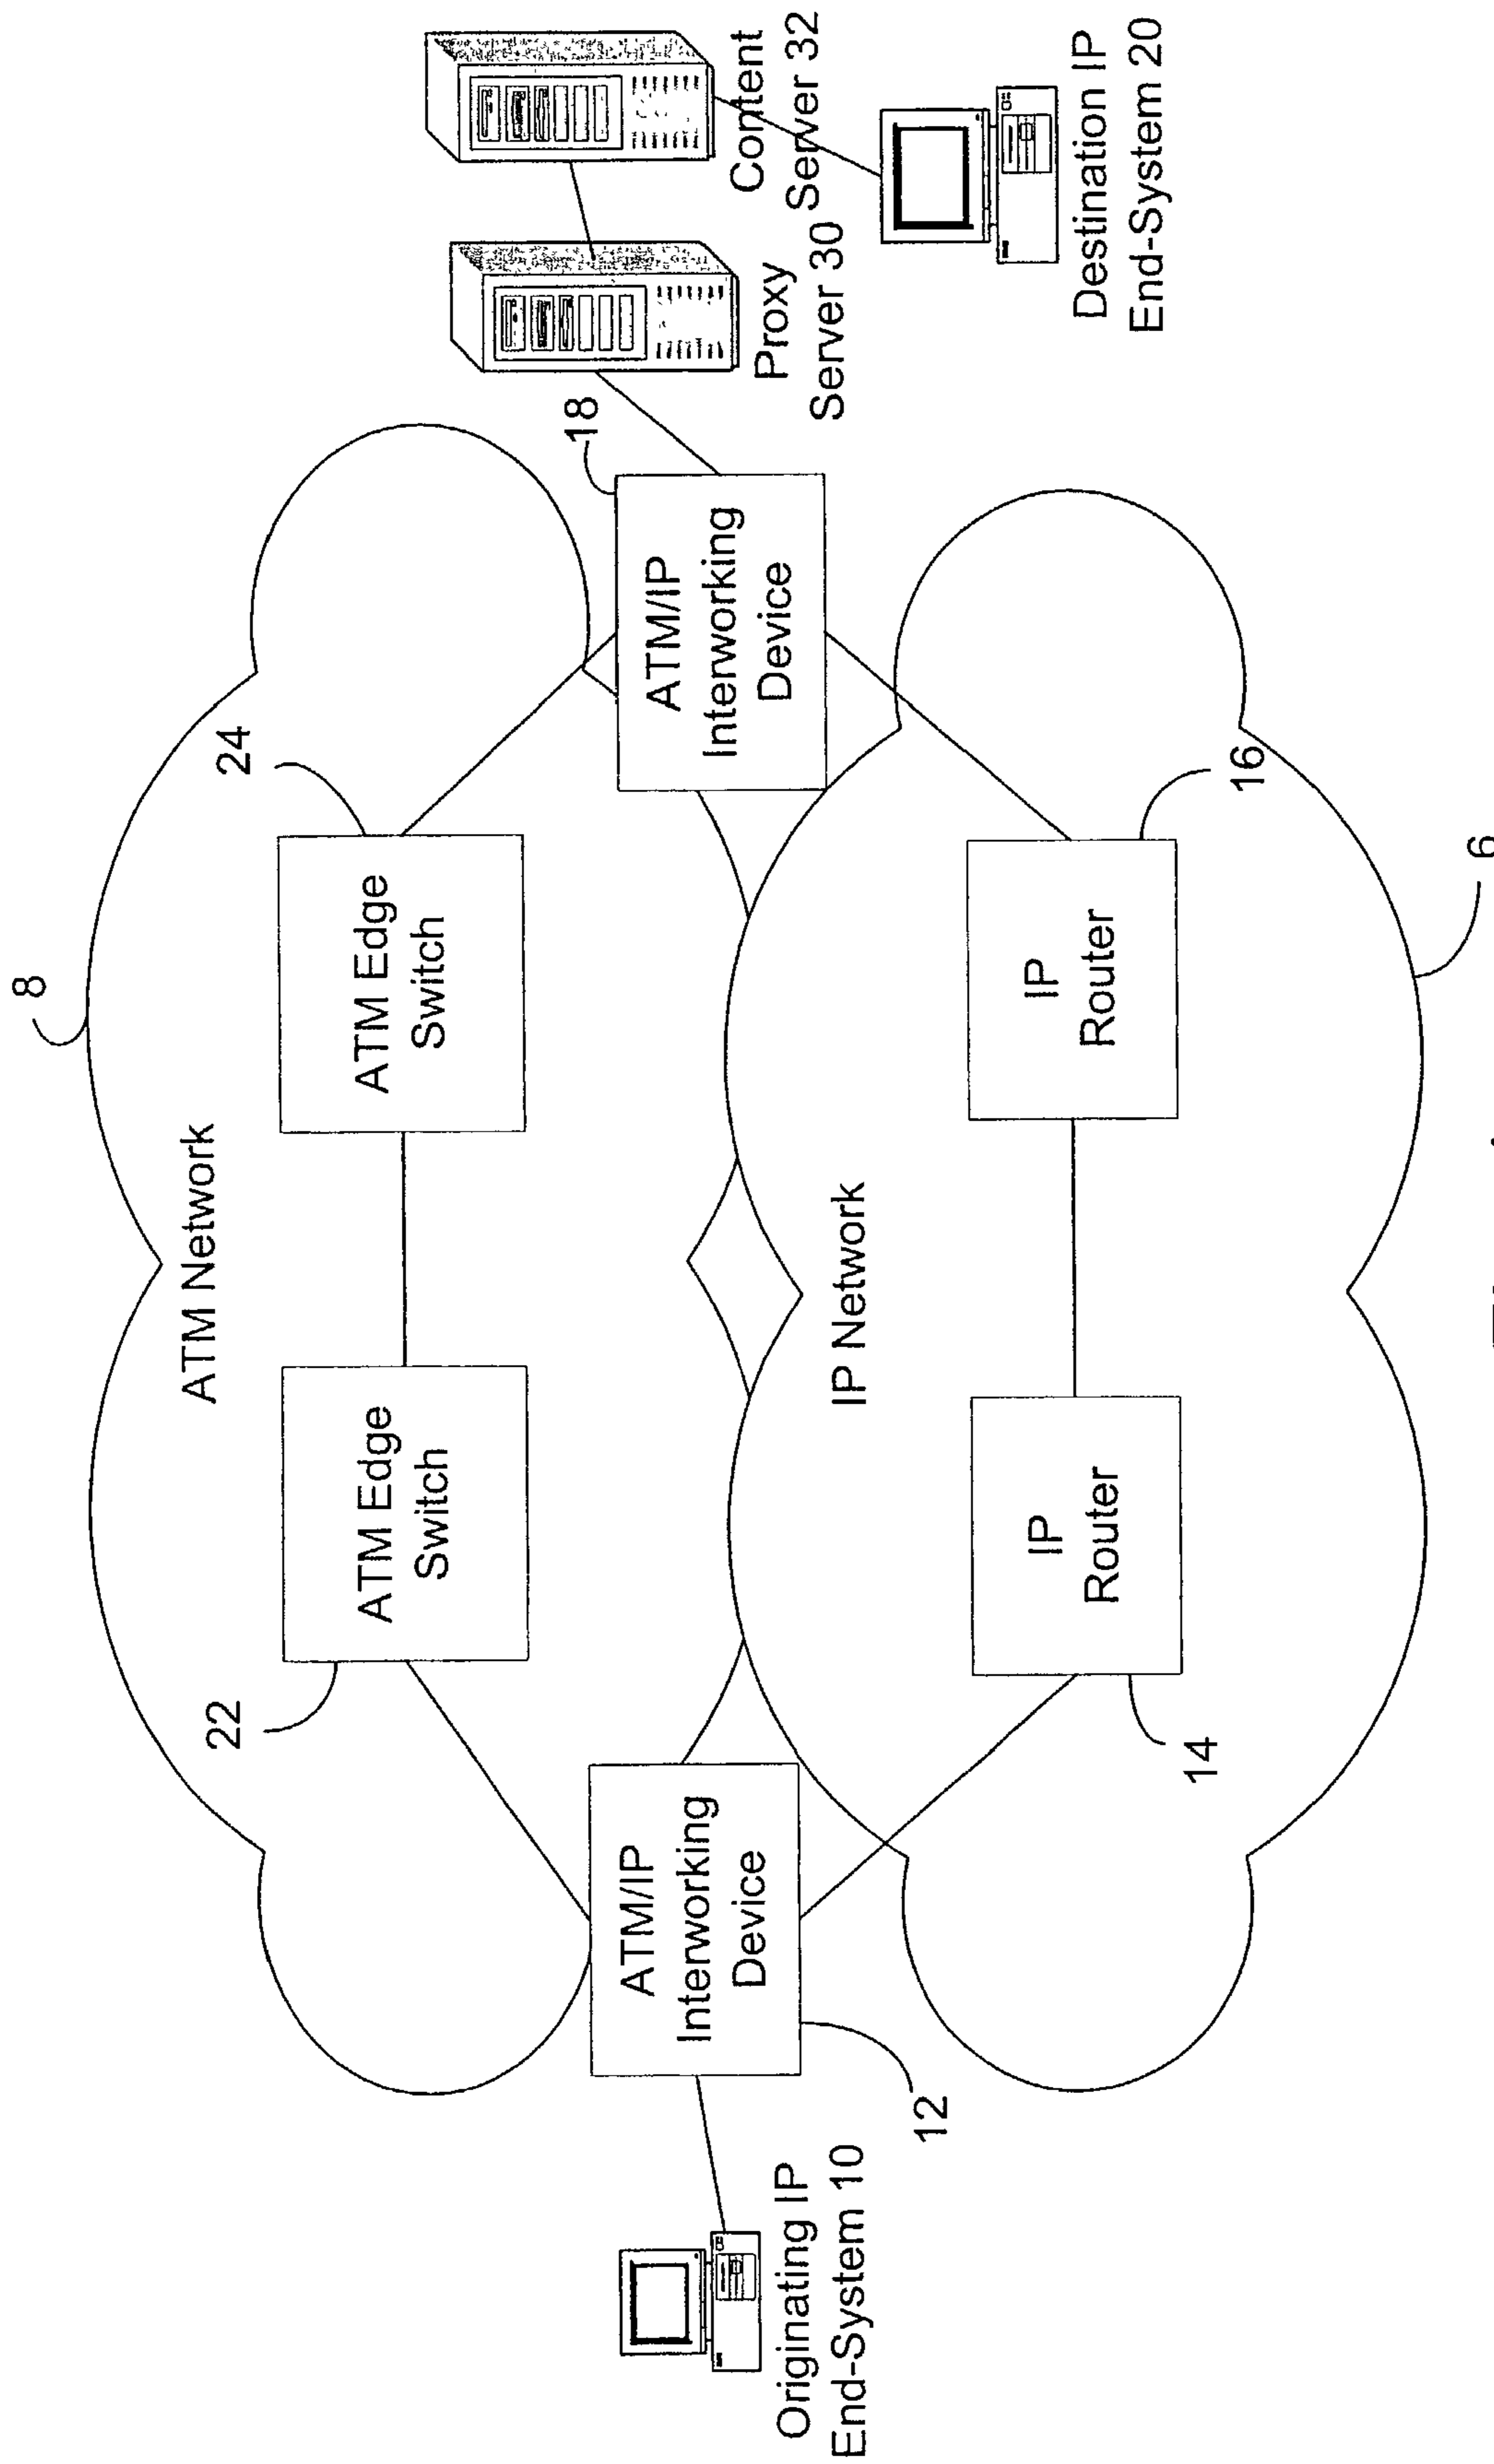 8
ATM Network
22
24
ATM Edge
Switch
ATM Edge
Switch
18
ATM/IP
Interworking
Device
ATM/IP
Interworking
Device
12
Originating IP
End-System 10
Proxy
Server 30
Content
Server 32
Destination IP
End-System 20
IP Network
IP
Router
IP
Router
14
16
6